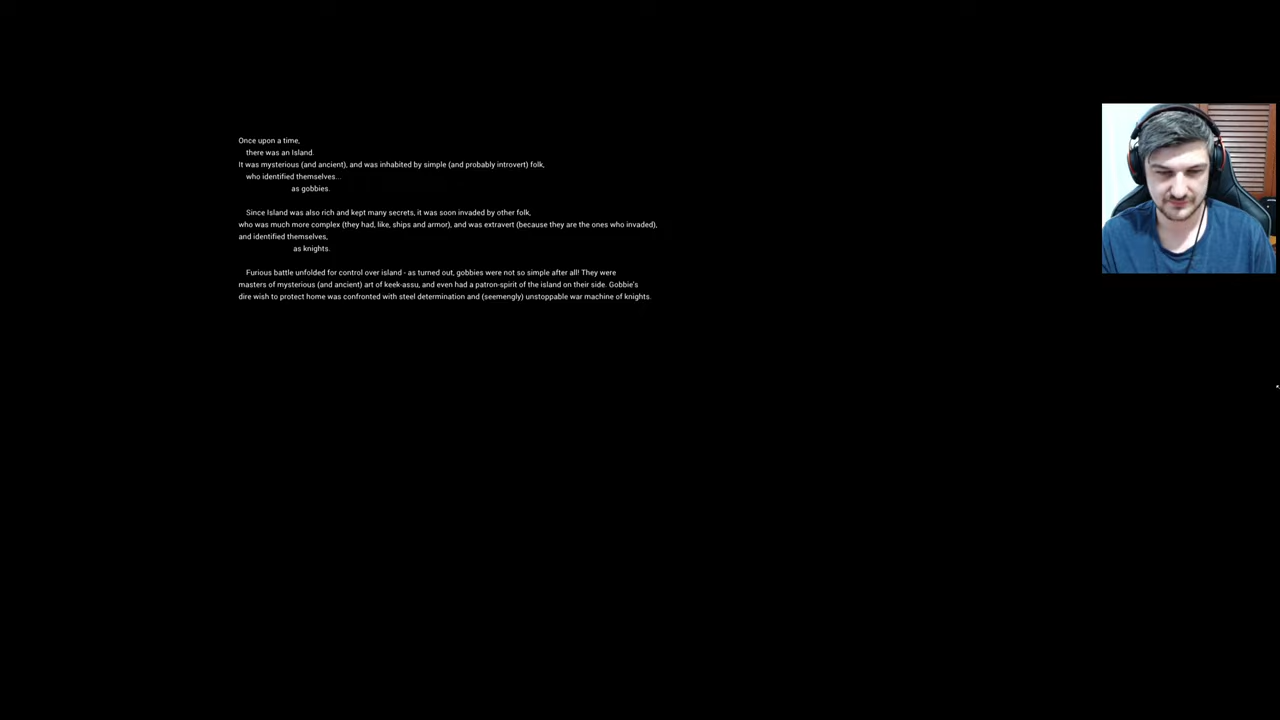 Once upon a time,
there was an Island.
It was mysterious (and ancient), and was inhabited by simple (and probably introvert) folk,
who identified themselves...
as gobbies.
Since Island was also rich and kept many secrets, it was soon invaded by other folk,
who was much more complex (they had, like, ships and armor), and was extravert (because they are the ones who invaded),
and identified themselves,
as knights.
Furious battle unfolded for control over island - as turned out, gobbies were not so simple after all! They were
masters of mysterious (and ancient) art of keek-assu, and even had a patron-spirit of the island on their side. Gobbie's
dire wish to protect home was confronted with steel determination and (seemengly) unstoppable war machine of knights.